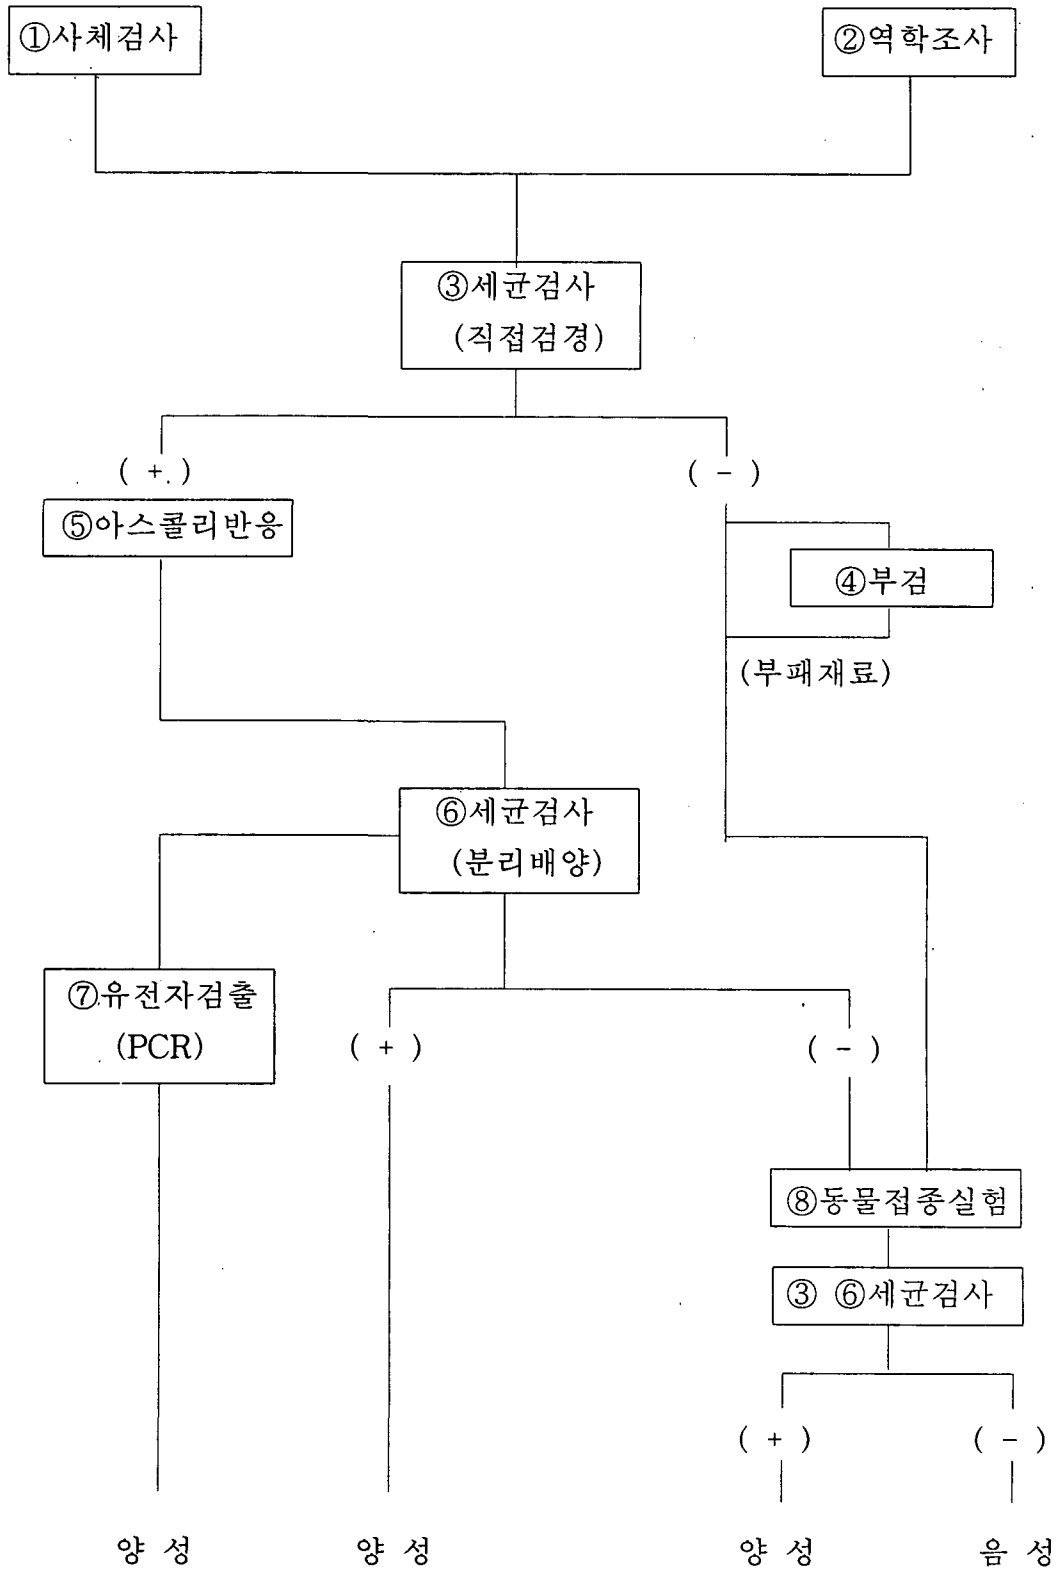 ①사체검사
②역학조사
③세균검사
(직접검경)
( + )
( - )
⑤아스콜리반응
④부검
(부패재료)
⑥세균검사
(분리배양)
⑦유전자검출
(PCR)
( + )
( - )
⑧동물접종실험
③ ⑥세균검사
( + )
( - )
양 성
양 성
양 성
음 성